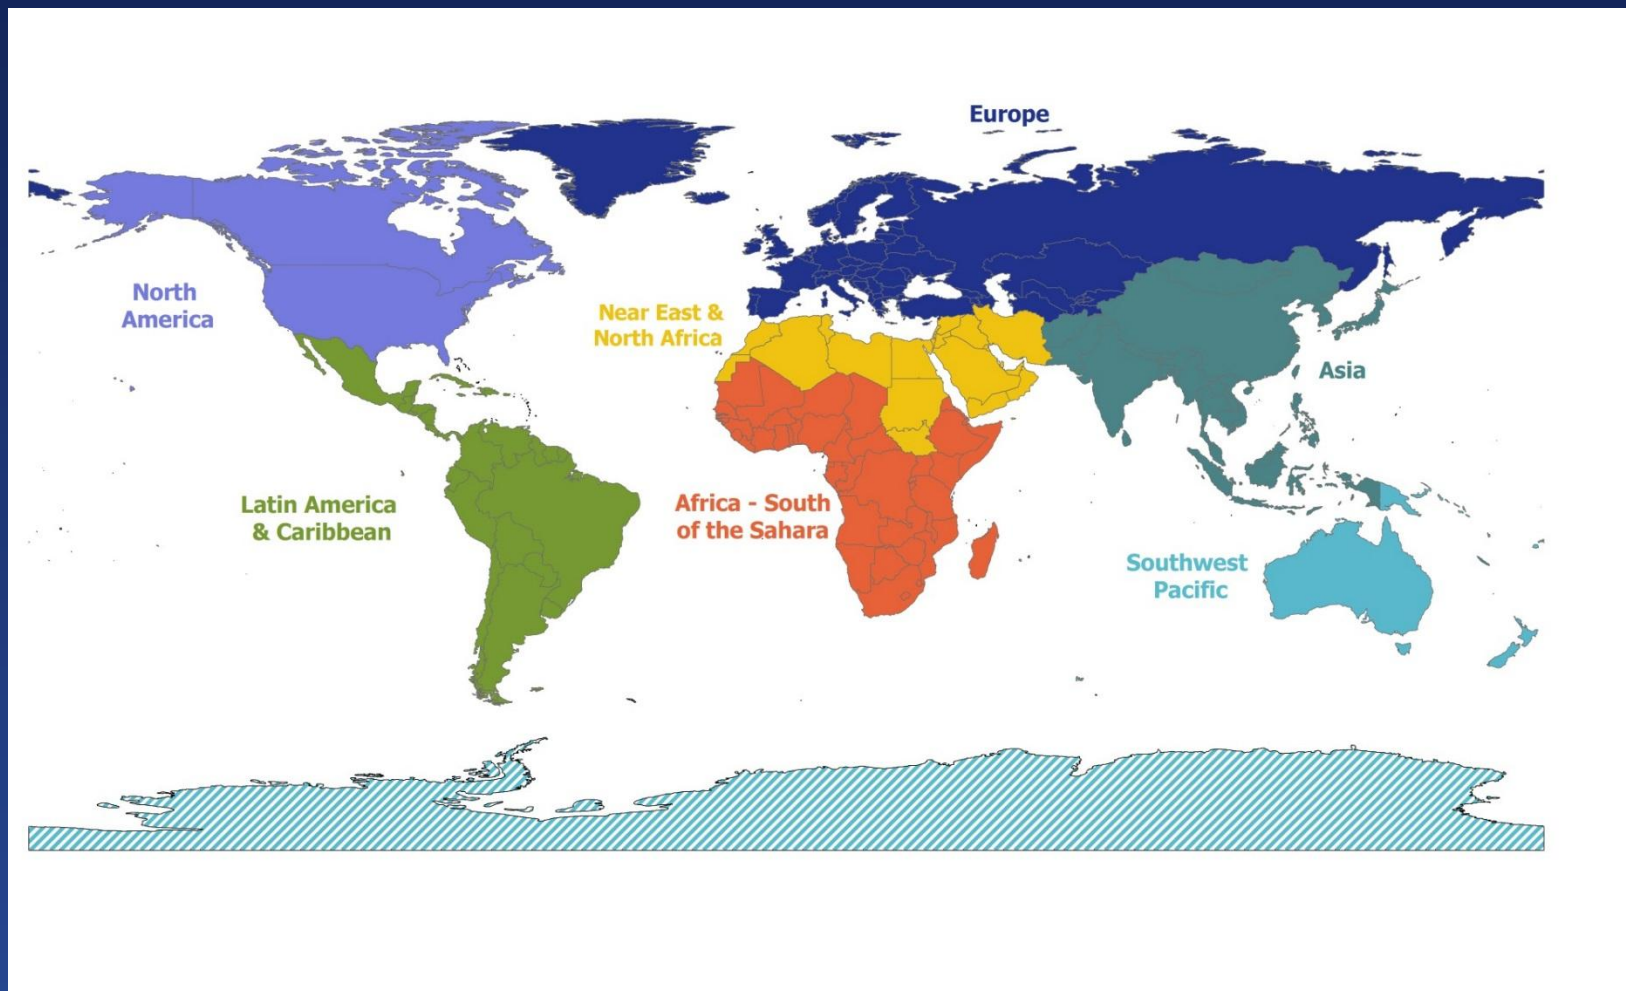 Europe
North
America
Near East &
North Africa
Asia
Latin America
& Caribbean
Africa - South
of the Sahara
Southwest
Pacific